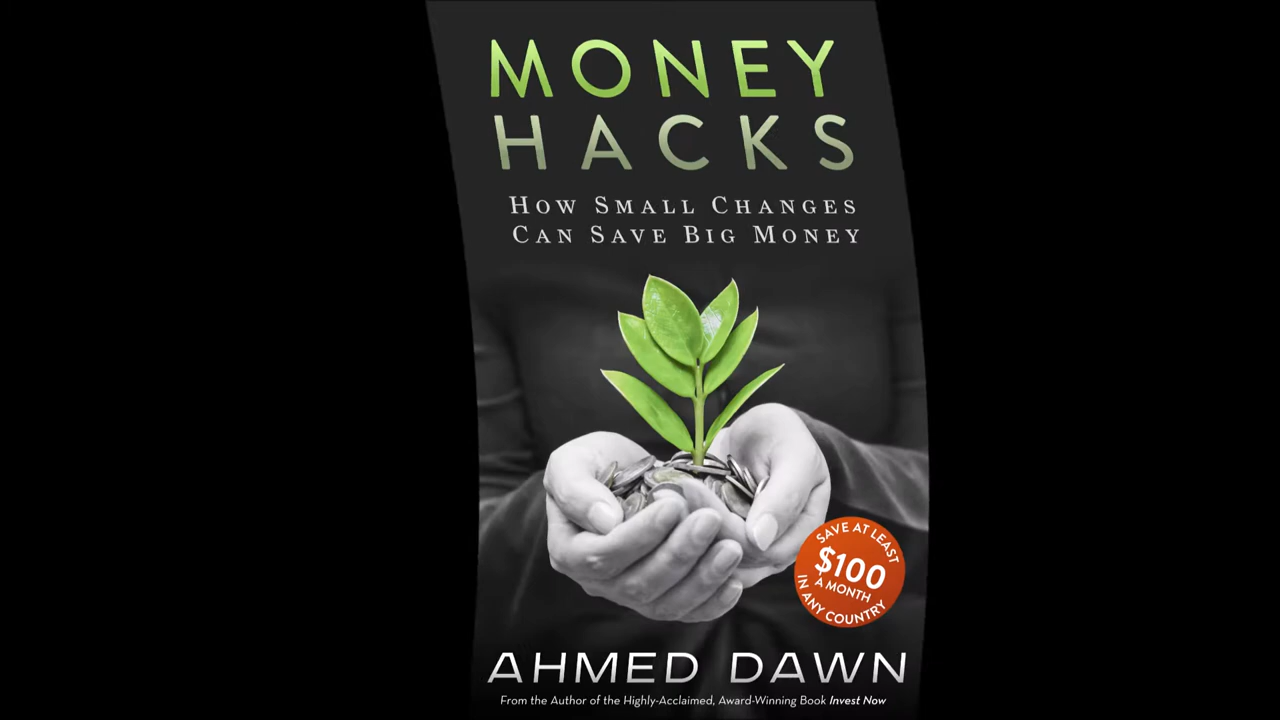 MONEY
HACKS
How Small Changes
Can Save Big Money
SAVE AT LEAST
$100
A MONTH
IN ANY COUNTRY
AHMED DAWN
From the Author of the Highly-Acclaimed, Award-Winning Book Invest Now